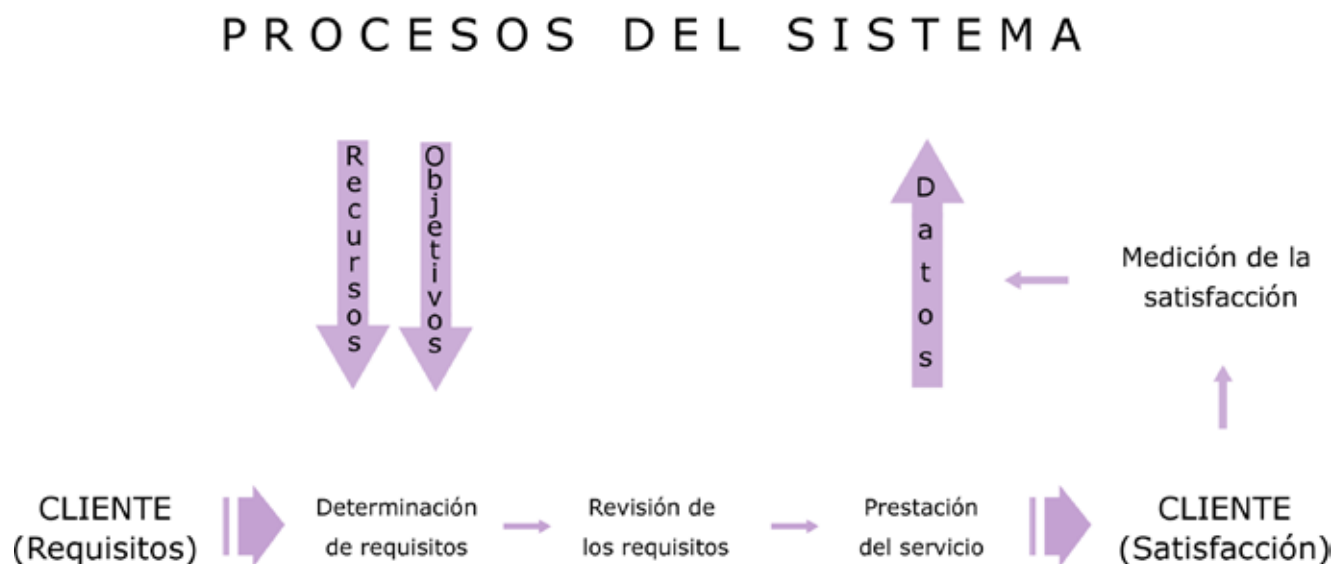 PROCESOS DEL SISTEMA
Recursos
Objetivos
Datos
Medición de la
satisfacción
CLIENTE
(Requisitos)
Determinación
de requisitos
Revisión de
los requisitos
Prestación
del servicio
CLIENTE
(Satisfacción)